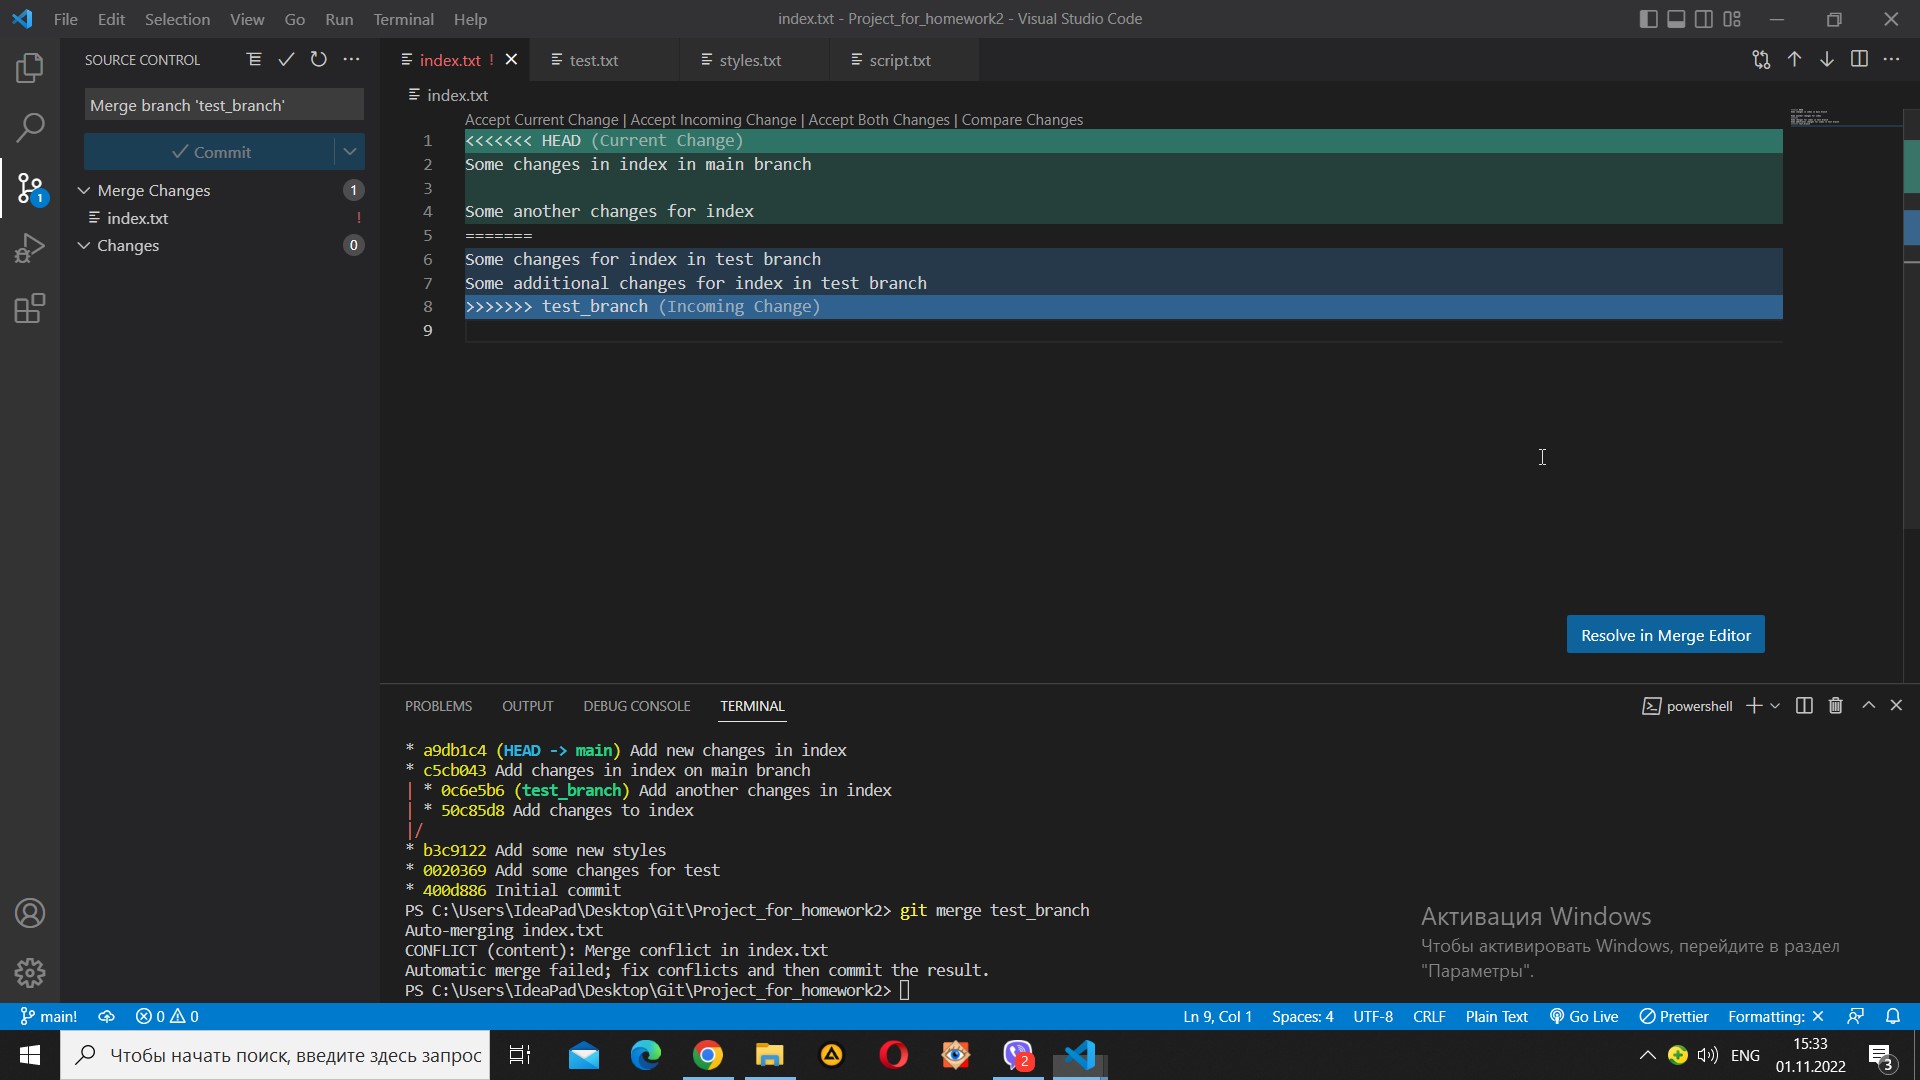 File Edit Selection View Go Run Terminal Help
index.txt - Project_for_homework2 - Visual Studio Code
SOURCE CONTROL
Merge branch 'test_branch'
Commit
Merge Changes 1
index.txt !
Changes 0
1
index.txt ! test.txt styles.txt script.txt
index.txt
Accept Current Change | Accept Incoming Change | Accept Both Changes | Compare Changes
1 <<<<<<< HEAD (Current Change)
2 Some changes in index in main branch
3
4 Some another changes for index
5 =======
6 Some changes for index in test branch
7 Some additional changes for index in test branch
8 >>>>>>> test_branch (Incoming Change)
9
Resolve in Merge Editor
PROBLEMS OUTPUT DEBUG CONSOLE TERMINAL
powershell
* a9db1c4 (HEAD -> main) Add new changes in index
* c5cb043 Add changes in index on main branch
| * 0c6e5b6 (test_branch) Add another changes in index
| * 50c85d8 Add changes to index
|/
* b3c9122 Add some new styles
* 0020369 Add some changes for test
* 400d886 Initial commit
PS C:\Users\IdeaPad\Desktop\Git\Project_for_homework2> git merge test_branch
Auto-merging index.txt
CONFLICT (content): Merge conflict in index.txt
Automatic merge failed; fix conflicts and then commit the result.
PS C:\Users\IdeaPad\Desktop\Git\Project_for_homework2>
Активация Windows
Чтобы активировать Windows, перейдите в раздел
"Параметры".
main! 0 0 Ln 9, Col 1 Spaces: 4 UTF-8 CRLF Plain Text Go Live Prettier Formatting: ×
Чтобы начать поиск, введите здесь запрос
2
ENG
15:33
01.11.2022
3